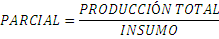 PARCIAL = PRODUCCIÓN TOTAL
INSUMO